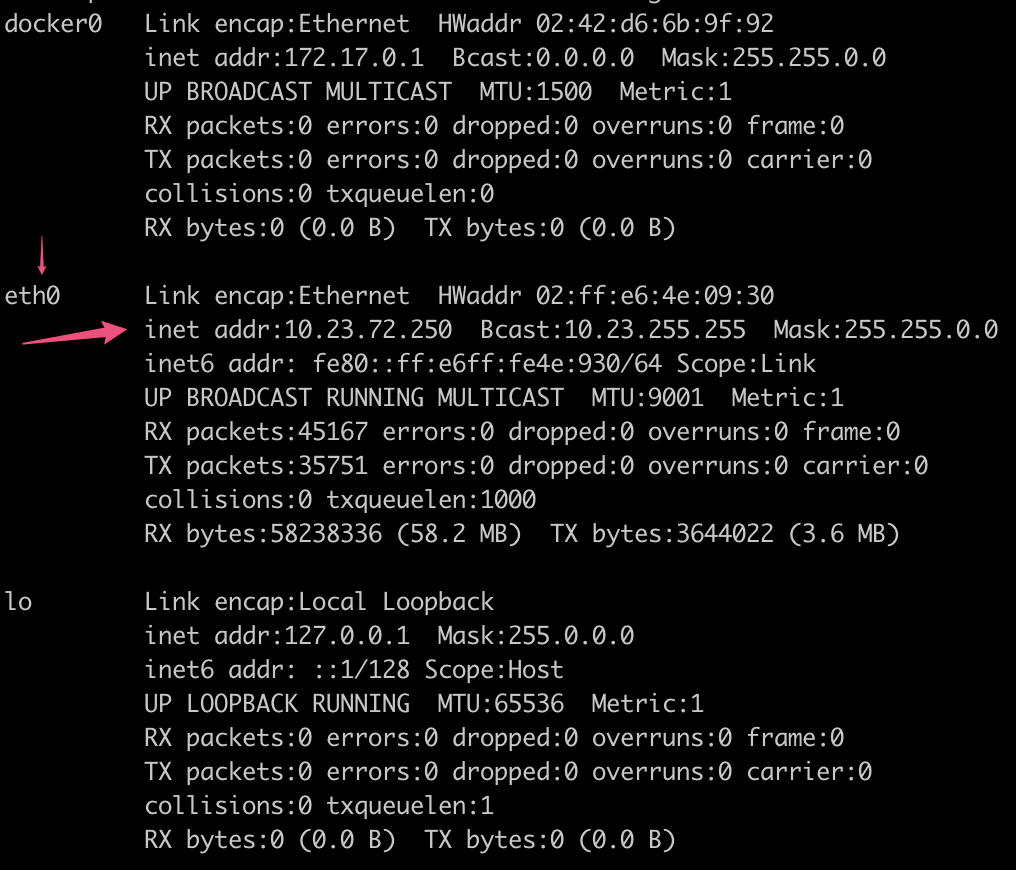 docker0   Link encap:Ethernet  HWaddr 02:42:d6:6b:9f:92
          inet addr:172.17.0.1  Bcast:0.0.0.0  Mask:255.255.0.0
          UP BROADCAST MULTICAST  MTU:1500  Metric:1
          RX packets:0 errors:0 dropped:0 overruns:0 frame:0
          TX packets:0 errors:0 dropped:0 overruns:0 carrier:0
          collisions:0 txqueuelen:0
          RX bytes:0 (0.0 B)  TX bytes:0 (0.0 B)

eth0      Link encap:Ethernet  HWaddr 02:ff:e6:4e:09:30
          inet addr:10.23.72.250  Bcast:10.23.255.255  Mask:255.255.0.0
          inet6 addr: fe80::ff:e6ff:fe4e:930/64 Scope:Link
          UP BROADCAST RUNNING MULTICAST  MTU:9001  Metric:1
          RX packets:45167 errors:0 dropped:0 overruns:0 frame:0
          TX packets:35751 errors:0 dropped:0 overruns:0 carrier:0
          collisions:0 txqueuelen:1000
          RX bytes:58238336 (58.2 MB)  TX bytes:3644022 (3.6 MB)

lo        Link encap:Local Loopback
          inet addr:127.0.0.1  Mask:255.0.0.0
          inet6 addr: ::1/128 Scope:Host
          UP LOOPBACK RUNNING  MTU:65536  Metric:1
          RX packets:0 errors:0 dropped:0 overruns:0 frame:0
          TX packets:0 errors:0 dropped:0 overruns:0 carrier:0
          collisions:0 txqueuelen:1
          RX bytes:0 (0.0 B)  TX bytes:0 (0.0 B)